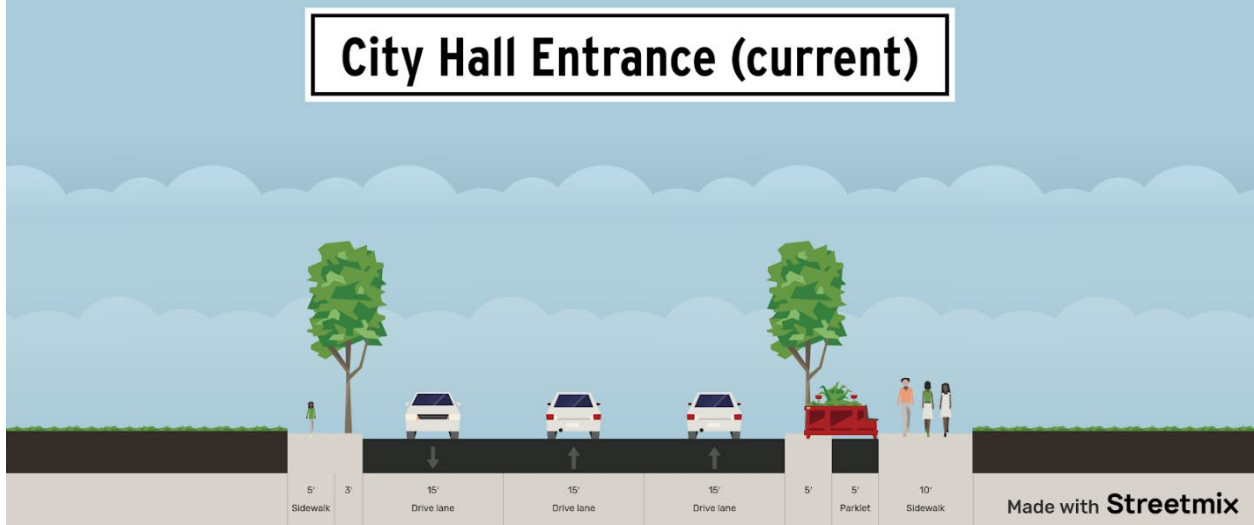 City Hall Entrance (current)
5' 3' 15' 15' 15' 5' 5' 10'
Sidewalk Drive lane Drive lane Drive lane Parklet Sidewalk
Made with Streetmix